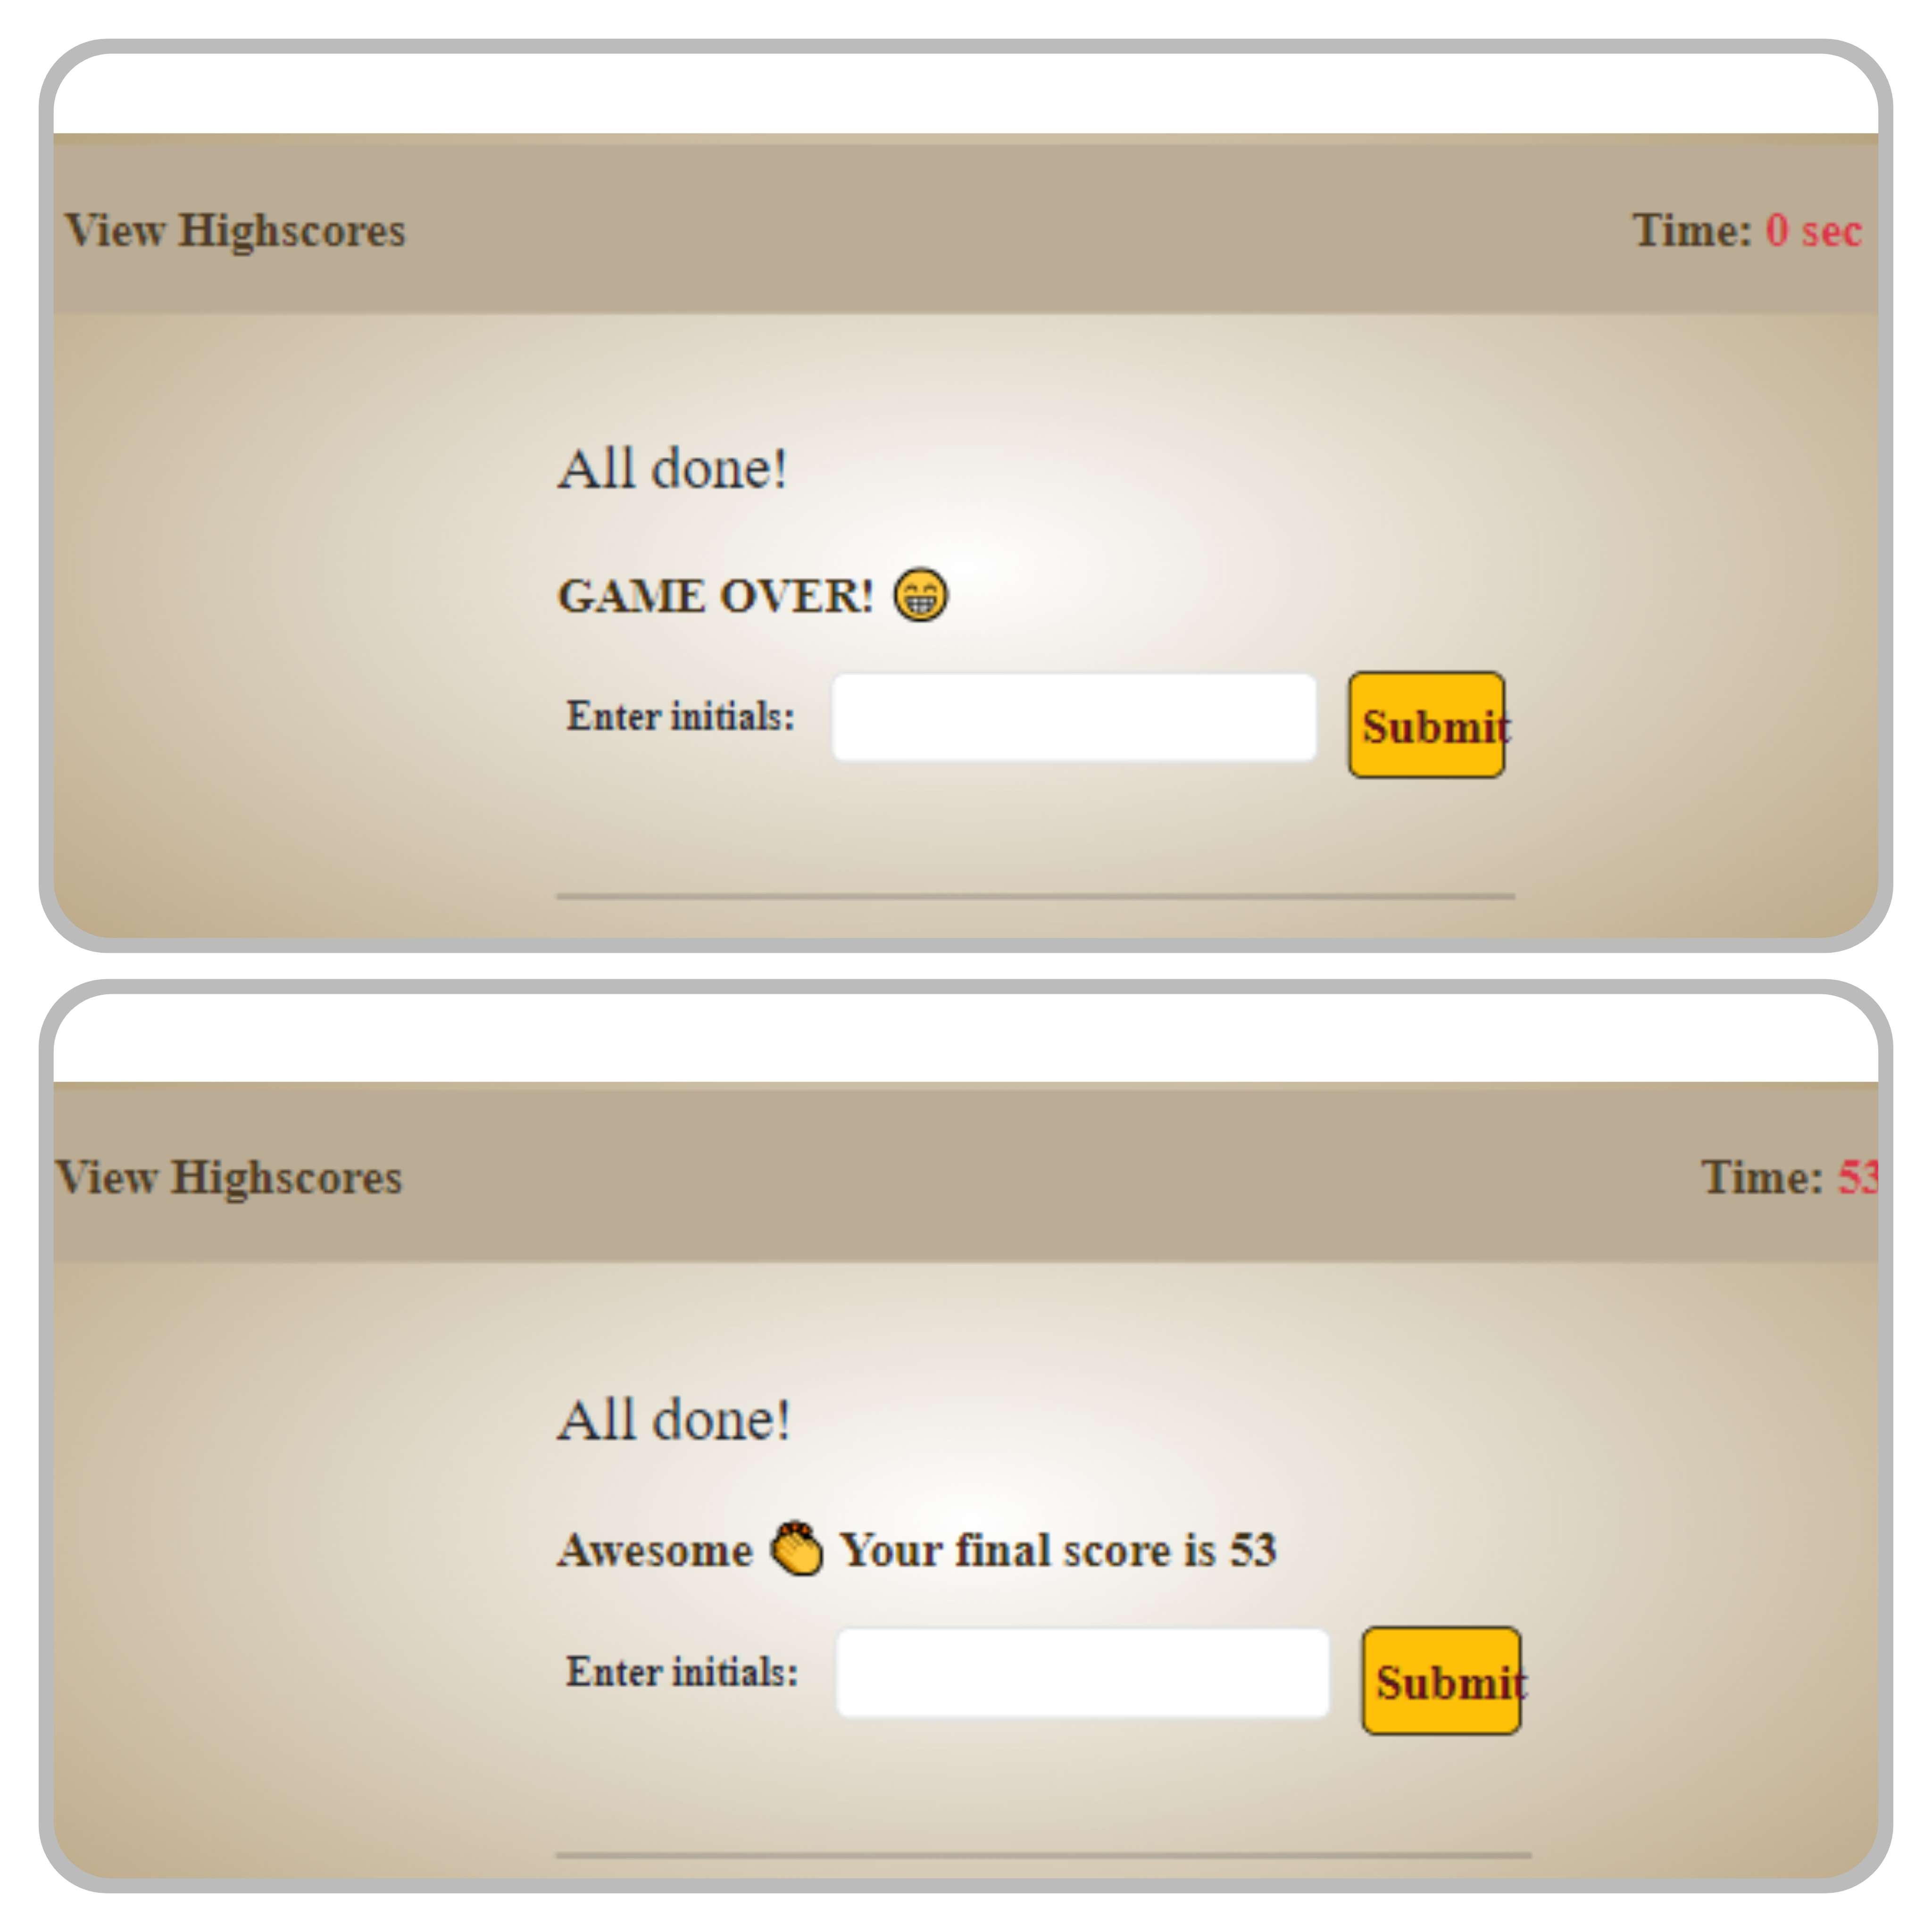 View Highscores Time: 0 sec
All done!
GAME OVER! 😁
Enter initials: Submit
View Highscores Time: 53
All done!
Awesome 👏 Your final score is 53
Enter initials: Submit